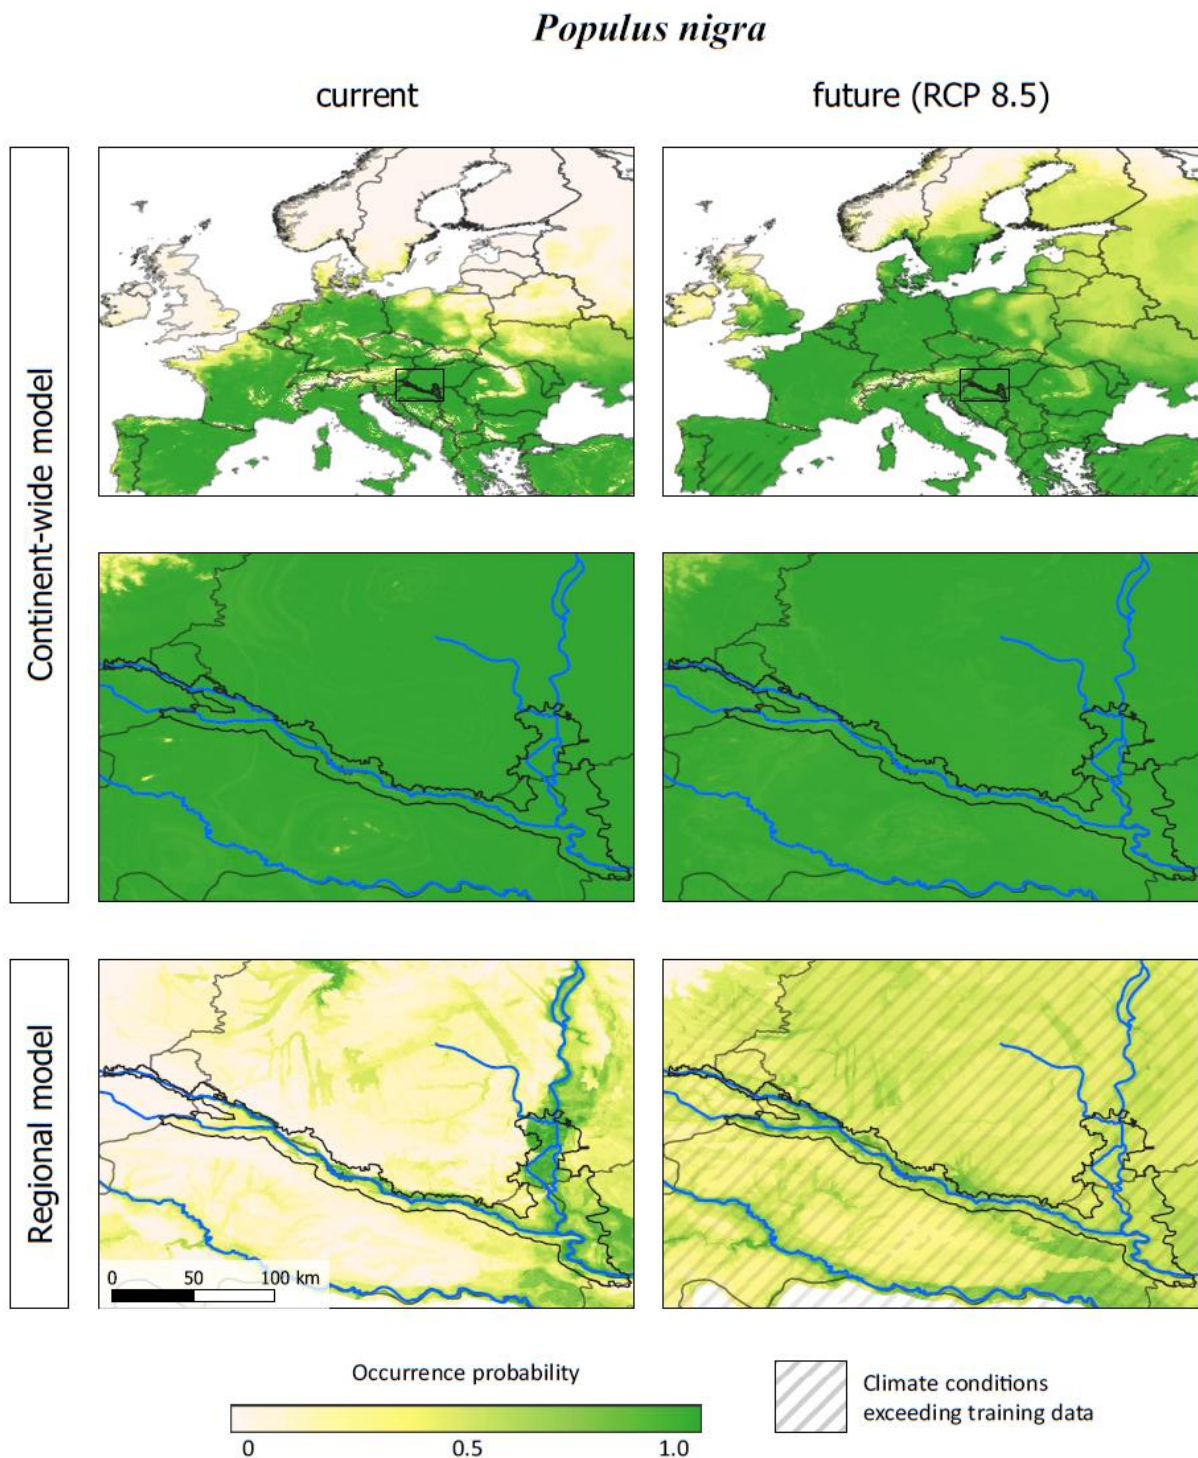 Populus nigra
current
future (RCP 8.5)
Continent-wide model
Regional model
0 50 100 km
Occurrence probability
0 0.5 1.0
Climate conditions
exceeding training data